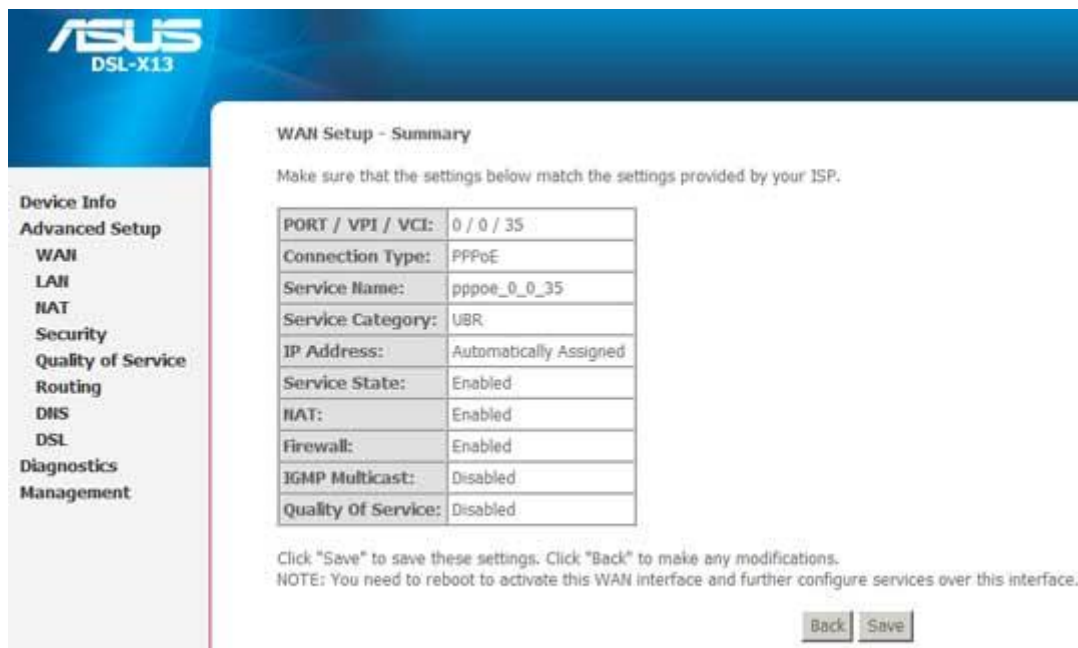 ASUS
DSL-X13
WAN Setup - Summary
Make sure that the settings below match the settings provided by your ISP.
Device Info
Advanced Setup
WAN
LAN
NAT
Security
Quality of Service
Routing
DNS
DSL
Diagnostics
Management
PORT / VPI / VCI: 0 / 0 / 35
Connection Type: PPPoE
Service Name: pppoe_0_0_35
Service Category: UBR
IP Address: Automatically Assigned
Service State: Enabled
NAT: Enabled
Firewall: Enabled
IGMP Multicast: Disabled
Quality Of Service: Disabled
Click "Save" to save these settings. Click "Back" to make any modifications.
NOTE: You need to reboot to activate this WAN interface and further configure services over this interface.
Back Save